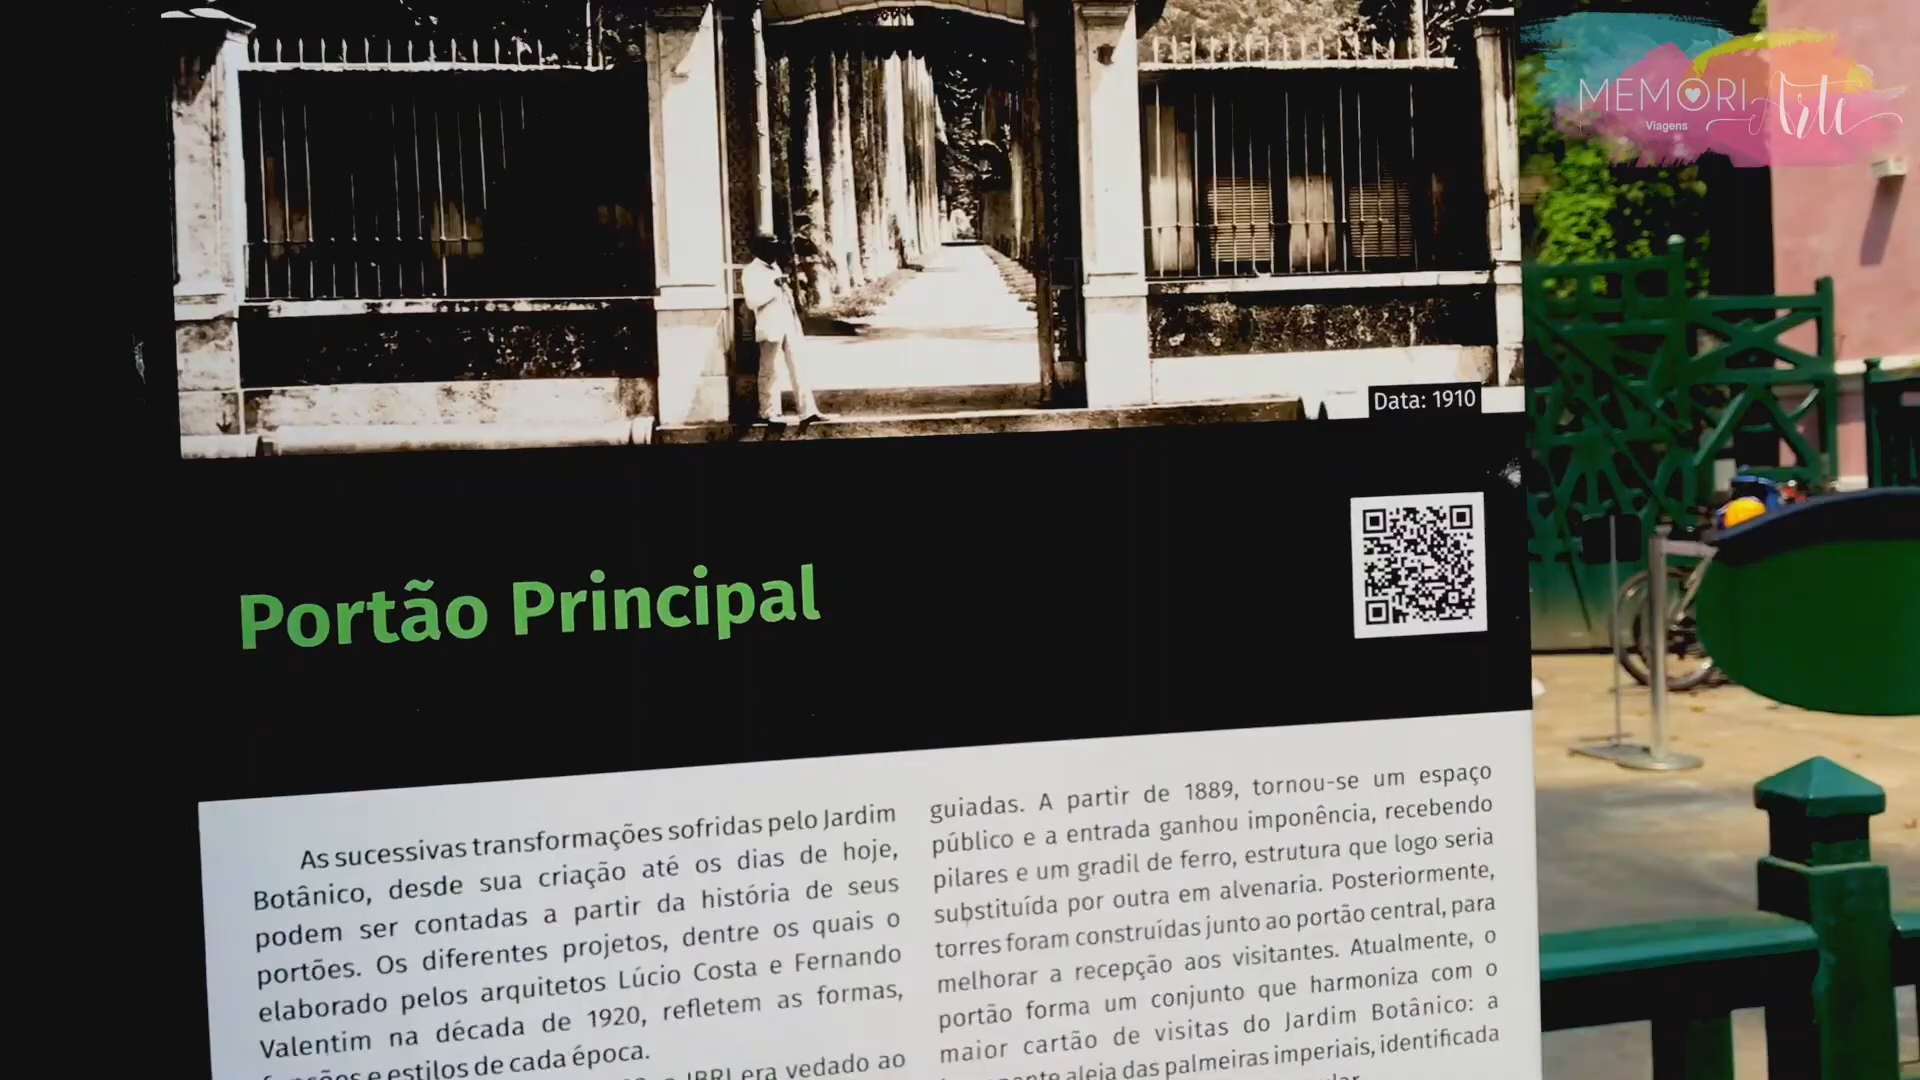 MEMORI Arte
Viagens
Data: 1910
Portão Principal
As sucessivas transformações sofridas pelo Jardim
Botânico, desde sua criação até os dias de hoje,
podem ser contadas a partir da história de seus
portões. Os diferentes projetos, dentre os quais o
elaborado pelos arquitetos Lúcio Costa e Fernando
Valentim na década de 1920, refletem as formas,
e estilos de cada época.
JBRJ era vedado ao
guiadas. A partir de 1889, tornou-se um espaço
público e a entrada ganhou imponência, recebendo
pilares e um gradil de ferro, estrutura que logo seria
substituída por outra em alvenaria. Posteriormente,
torres foram construídas junto ao portão central, para
melhorar a recepção aos visitantes. Atualmente, o
portão forma um conjunto que harmoniza com o
maior cartão de visitas do Jardim Botânico: a
aleia das palmeiras imperiais, identificada